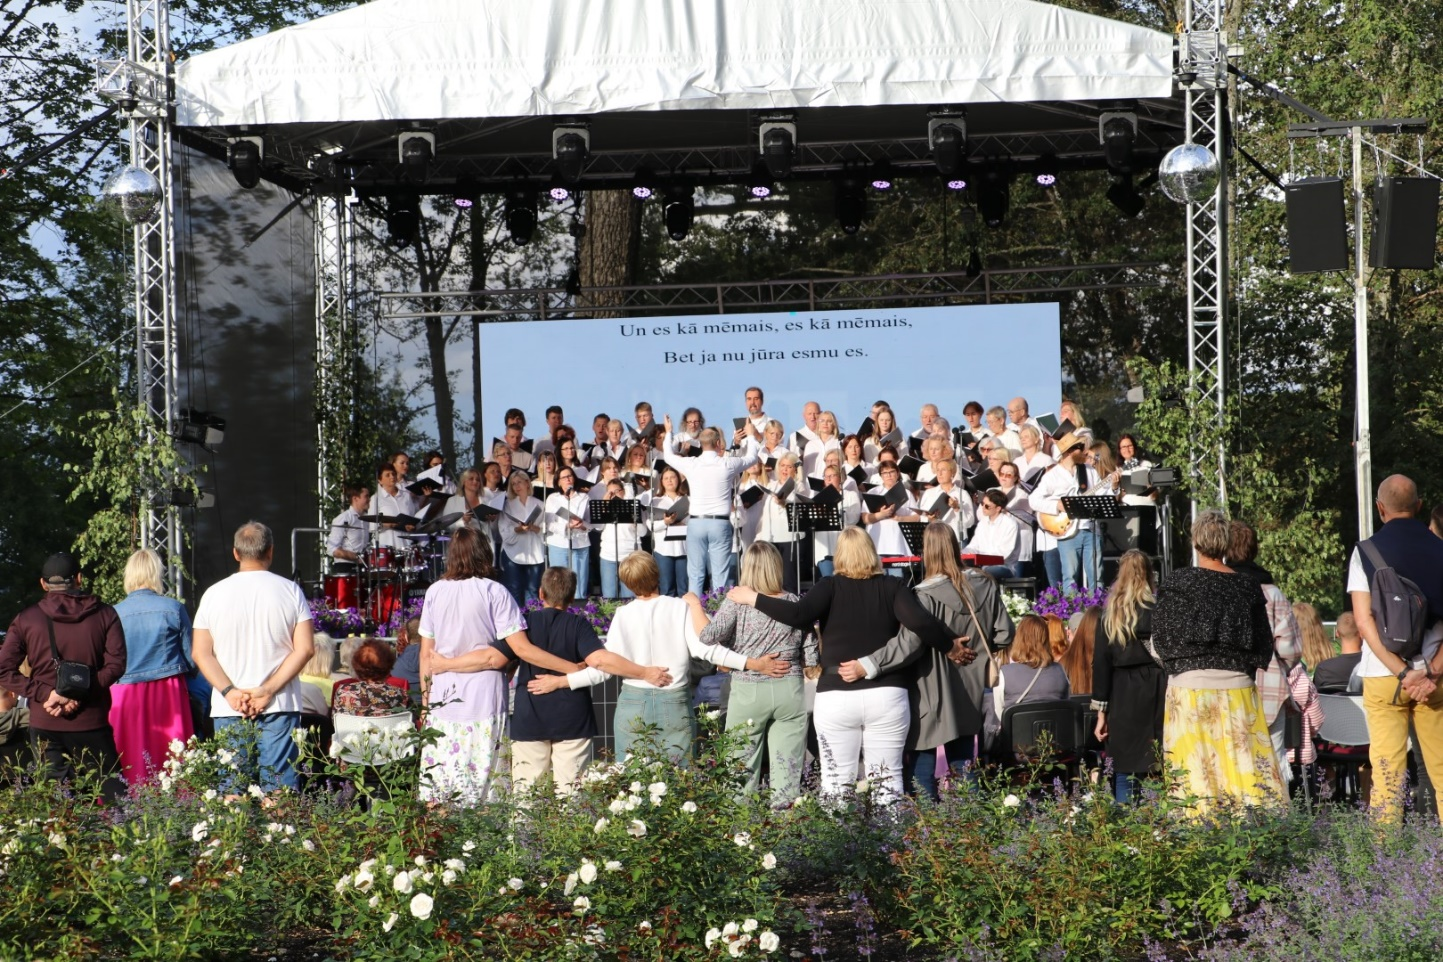 Un es kā mēmais, es kā mēmais,
Bet ja nu jūra esmu es.